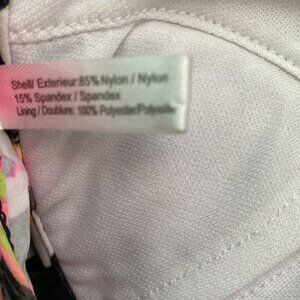 Shell/ Exterieur:85% Nylon / Nylon
15% Spandex / Spandex
Lining / Doublure: 100% Polyester/Polyester